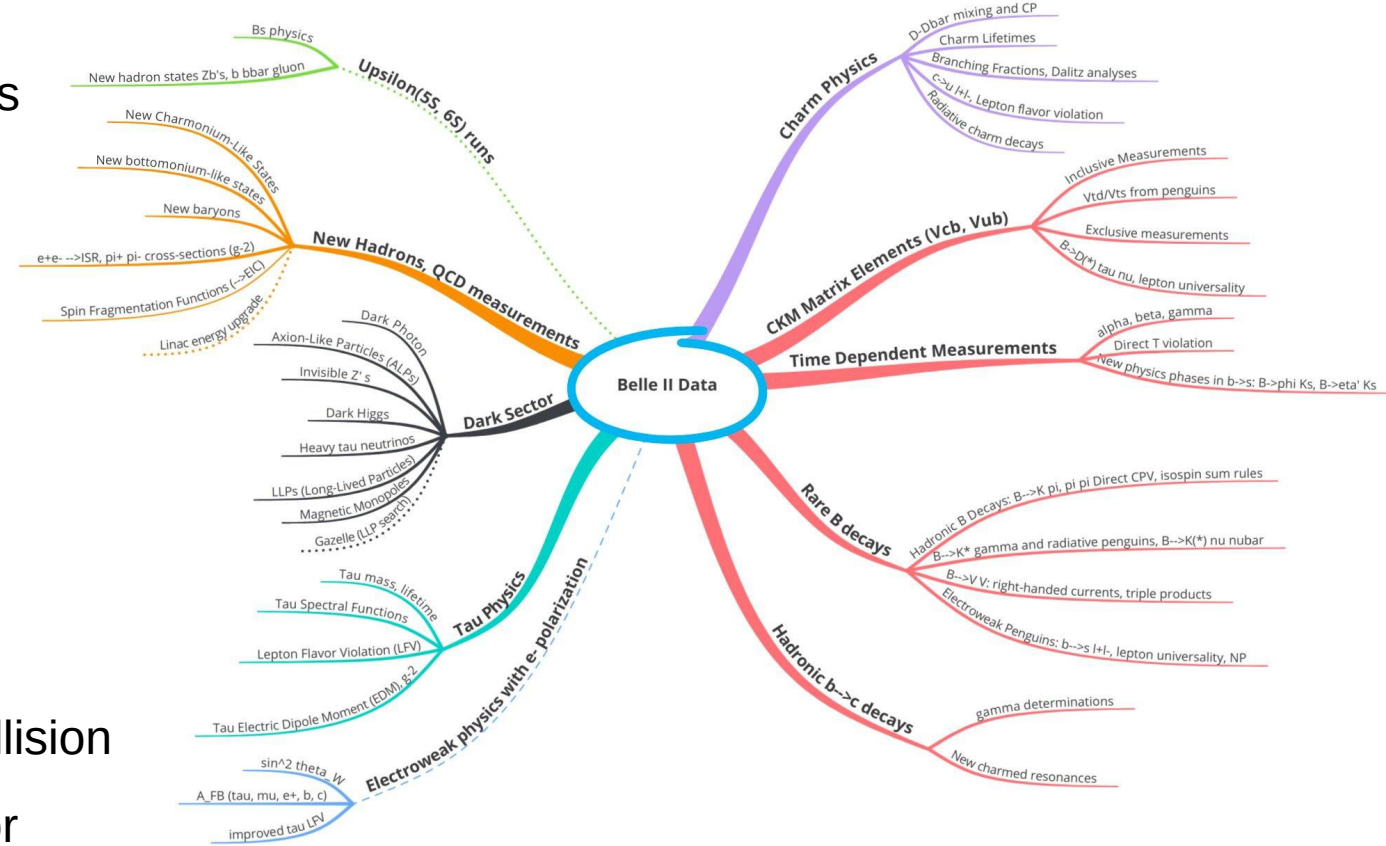 s
llision
or
Belle II Data
Upsilon(5S, 6S) runs
Bs physics
New hadron states Zb's, b bbar gluon
New Hadrons, QCD measurements
New Charmonium-Like States
New bottomonium-like states
New baryons
e+e- -->ISR, pi+ pi- cross-sections (g-2)
Spin Fragmentation Functions (-->EIC)
Linac energy upgrade
Dark Sector
Dark Photon
Axion-Like Particles (ALPs)
Invisible Z' s
Dark Higgs
Heavy tau neutrinos
LLPs (Long-Lived Particles)
Magnetic Monopoles
Gazelle (LLP search)
Tau Physics
Tau mass, lifetime
Tau Spectral Functions
Lepton Flavor Violation (LFV)
Tau Electric Dipole Moment (EDM), g-2
Electroweak physics with e- polarization
sin^2 theta_W
A_FB (tau, mu, e+, b, c)
improved tau LFV
Charm Physics
D-Dbar mixing and CP
Charm Lifetimes
Branching Fractions, Dalitz analyses
c->u l+l-, Lepton flavor violation
Radiative charm decays
CKM Matrix Elements (Vcb, Vub)
Inclusive Measurements
Vtd/Vts from penguins
Exclusive measurements
B->D(*) tau nu, lepton universality
Time Dependent Measurements
alpha, beta, gamma
Direct T violation
New physics phases in b->s: B->phi Ks, B->eta' Ks
Rare B decays
Hadronic B Decays: B-->K pi, pi pi Direct CPV, isospin sum rules
B-->K* gamma and radiative penguins, B-->K(*) nu nubar
B-->V V: right-handed currents, triple products
Electroweak Penguins: b-->s l+l-, lepton universality, NP
Hadronic b-->c decays
gamma determinations
New charmed resonances